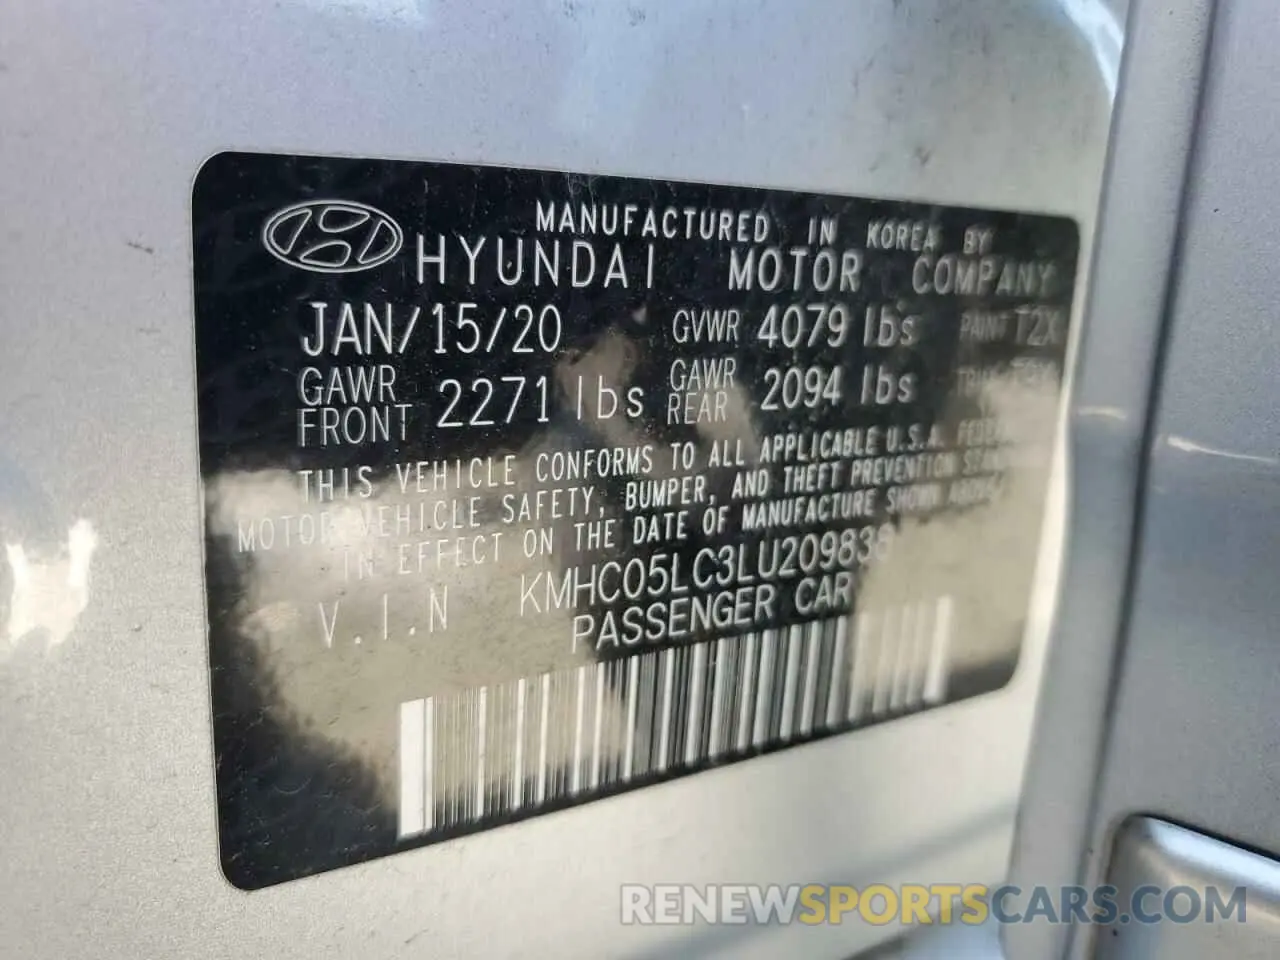 MANUFACTURED IN KOREA BY
HYUNDAI MOTOR COMPANY
JAN/15/20 GVWR 4079 lbs PAINT T2X
GAWR FRONT 2271 lbs GAWR REAR 2094 lbs
THIS VEHICLE CONFORMS TO ALL APPLICABLE U.S.A.
MOTOR VEHICLE SAFETY, BUMPER, AND THEFT PREVENTION
IN EFFECT ON THE DATE OF MANUFACTURE SHOWN ABOVE.
V.I.N KMHC05LC3LU209838
PASSENGER CAR
RENEWSPORTSCARS.COM